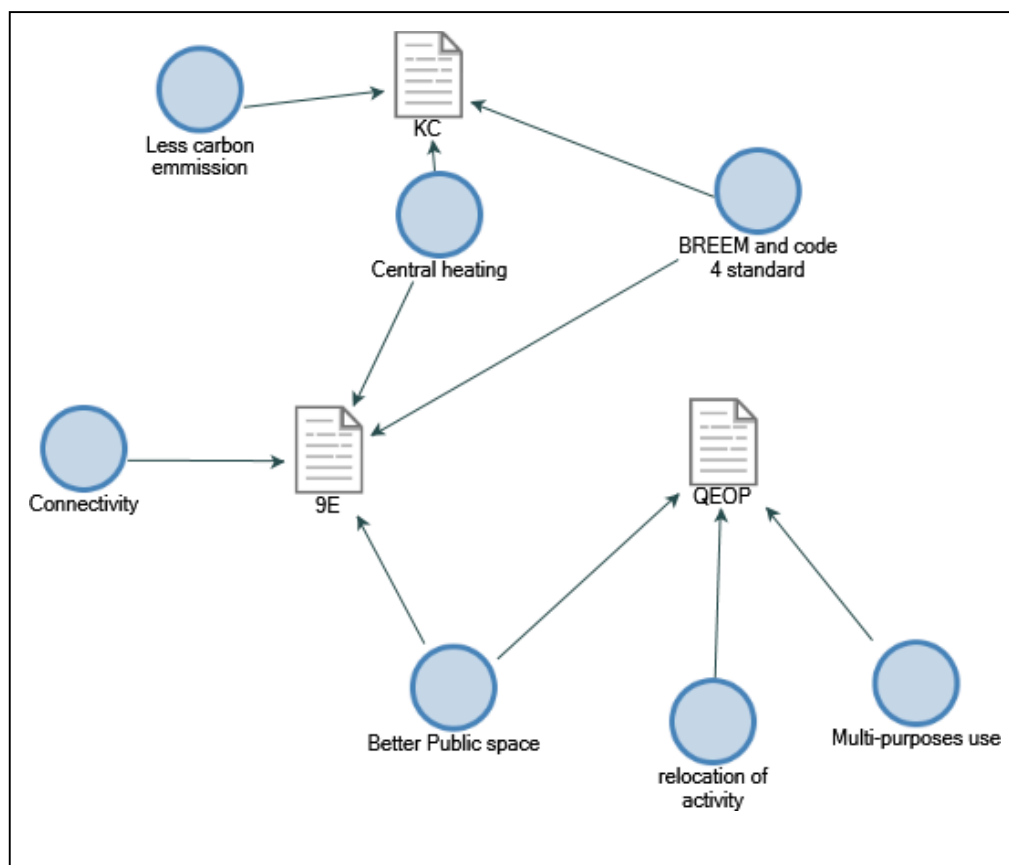 KC
Less carbon
emmission
Central heating
BREEM and code
4 standard
Connectivity
9E
QEOP
Better Public space
relocation of
activity
Multi-purposes use